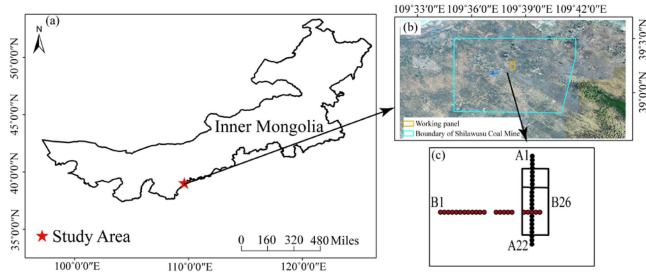 (a)
N
50°0'0"N
45°0'0"N
40°0'0"N
35°0'0"N
Inner Mongolia
Study Area
0 160 320 480 Miles
100°0'0"E 110°0'0"E 120°0'0"E
109°33'0"E 109°36'0"E 109°39'0"E 109°42'0"E
(b)
39°3'0"N
39°0'0"N
Working panel
Boundary of Shilawusu Coal Mine
(c)
A1
B1
B26
A22